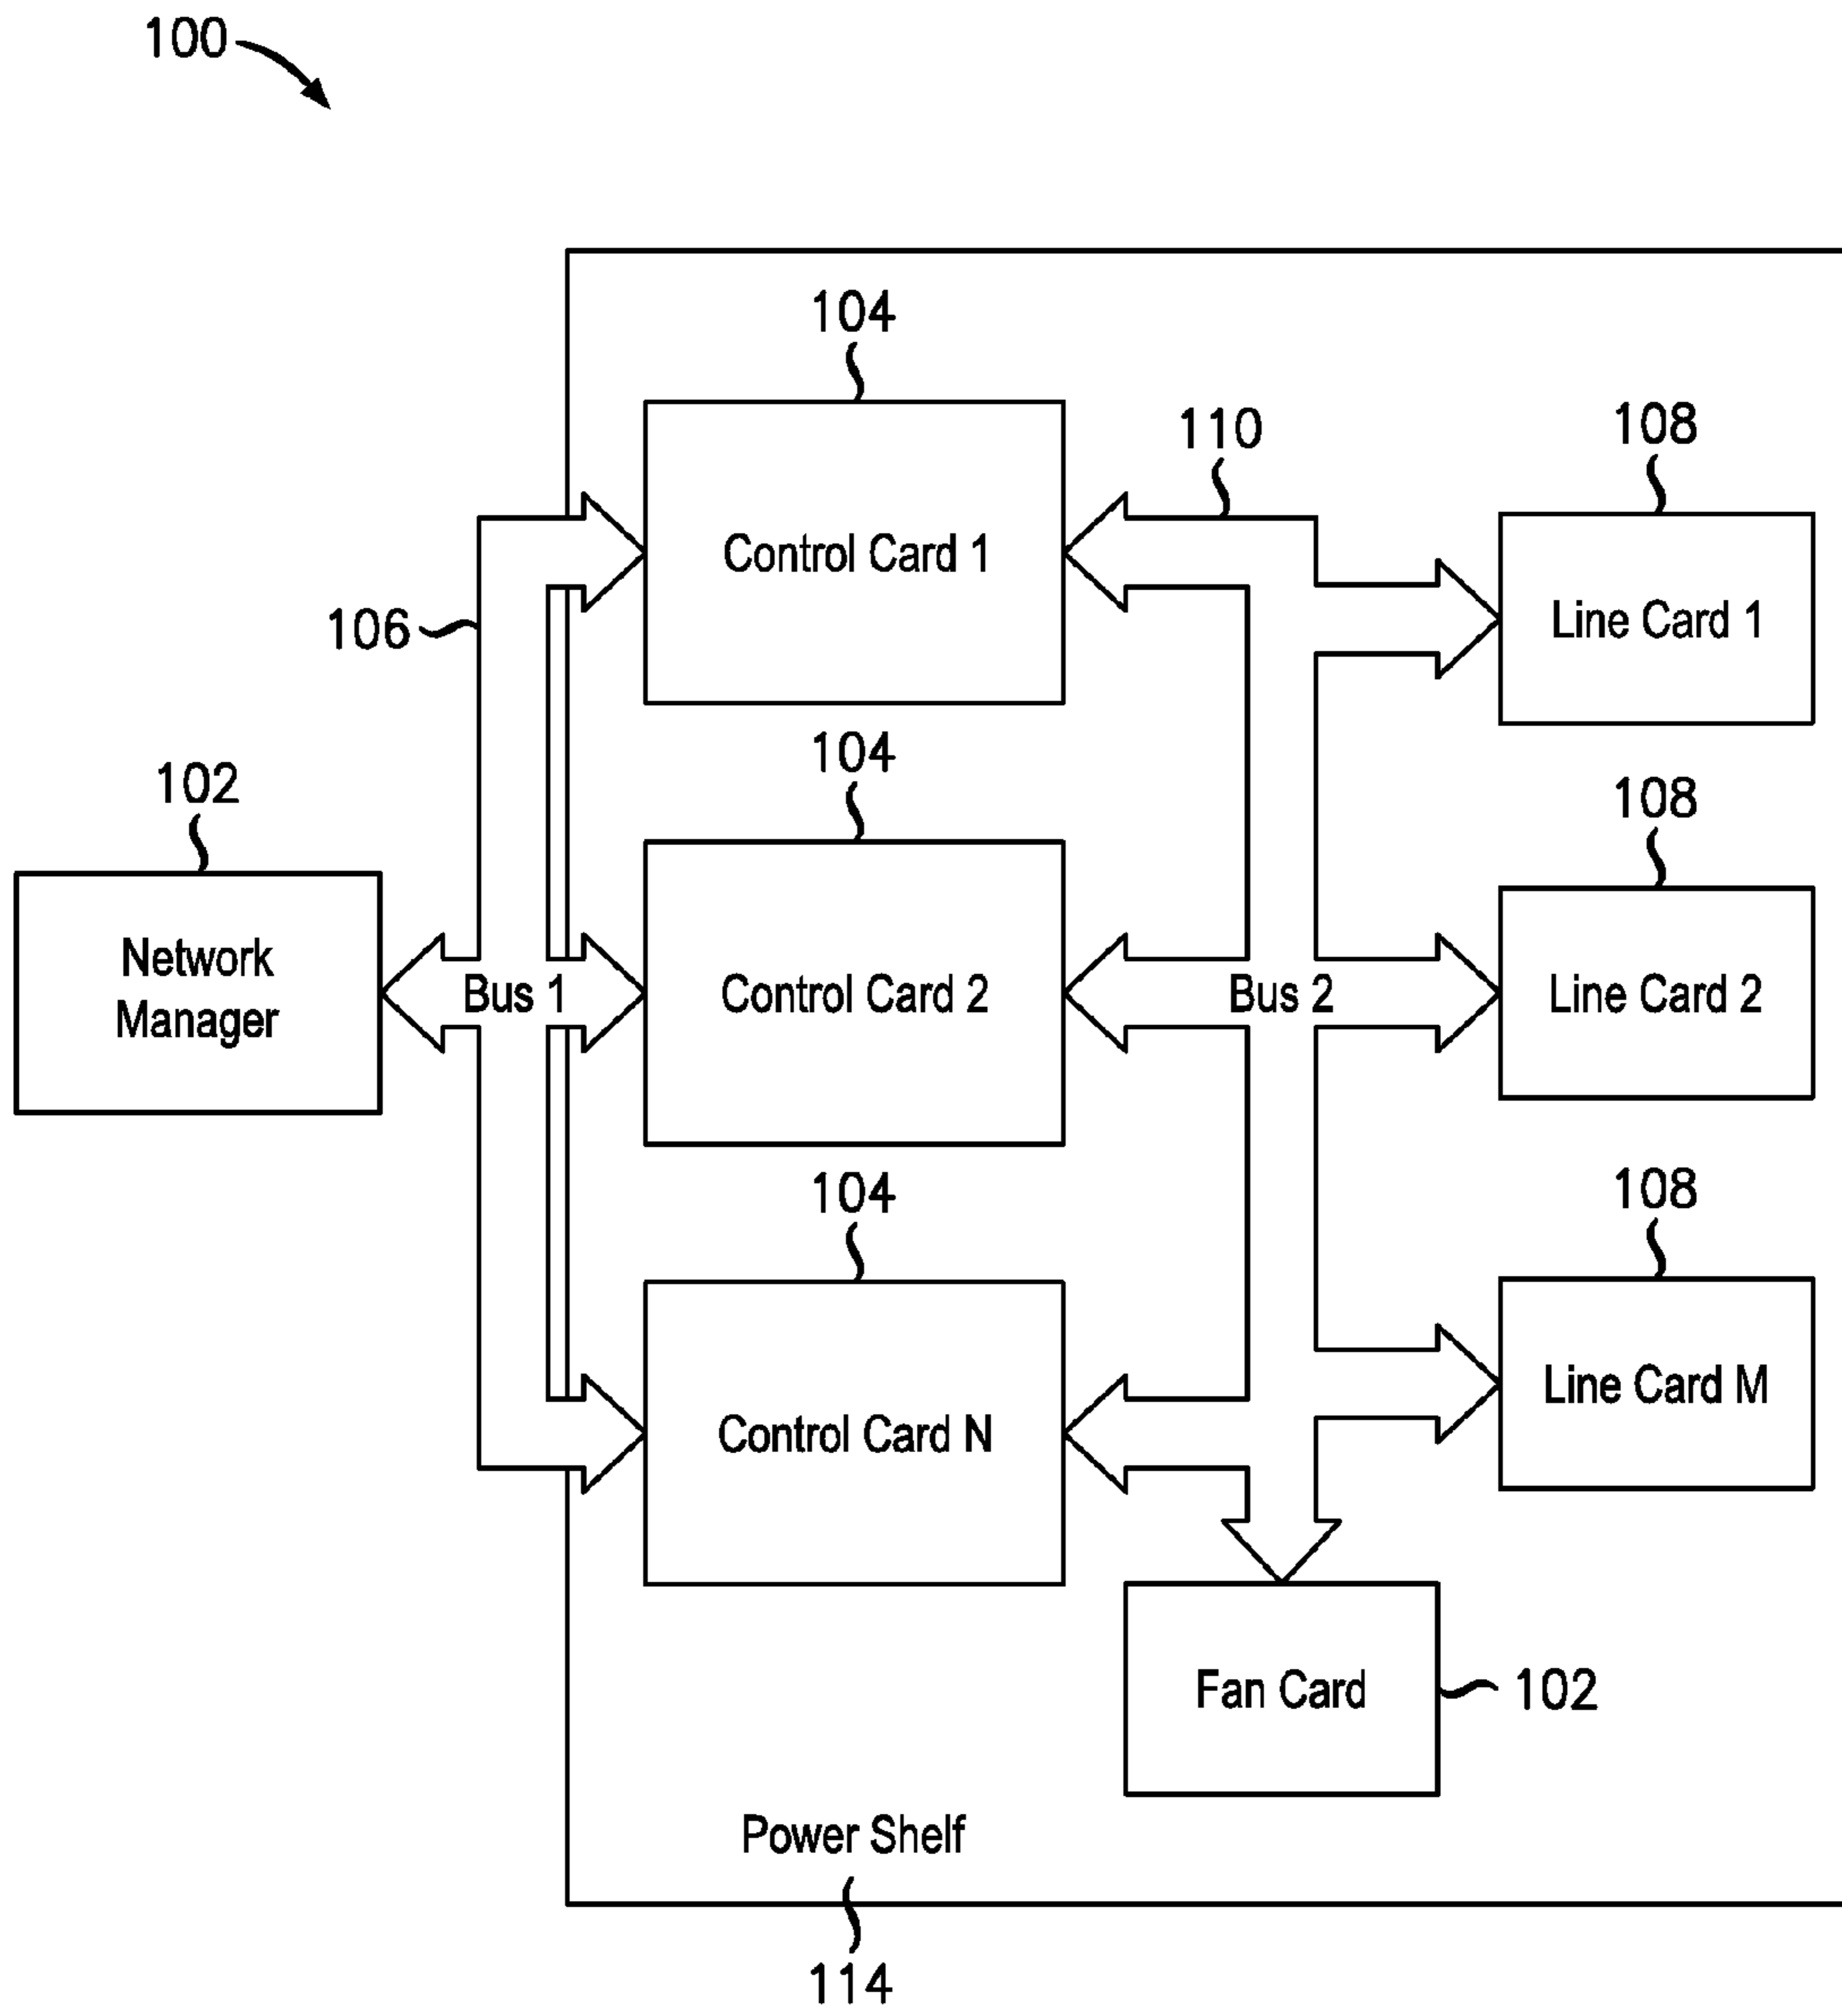 100
104
110
108
Control Card 1
Line Card 1
106
104
102
108
Network
Manager
Bus 1
Control Card 2
Bus 2
Line Card 2
104
108
Control Card N
Line Card M
Fan Card
102
Power Shelf
114